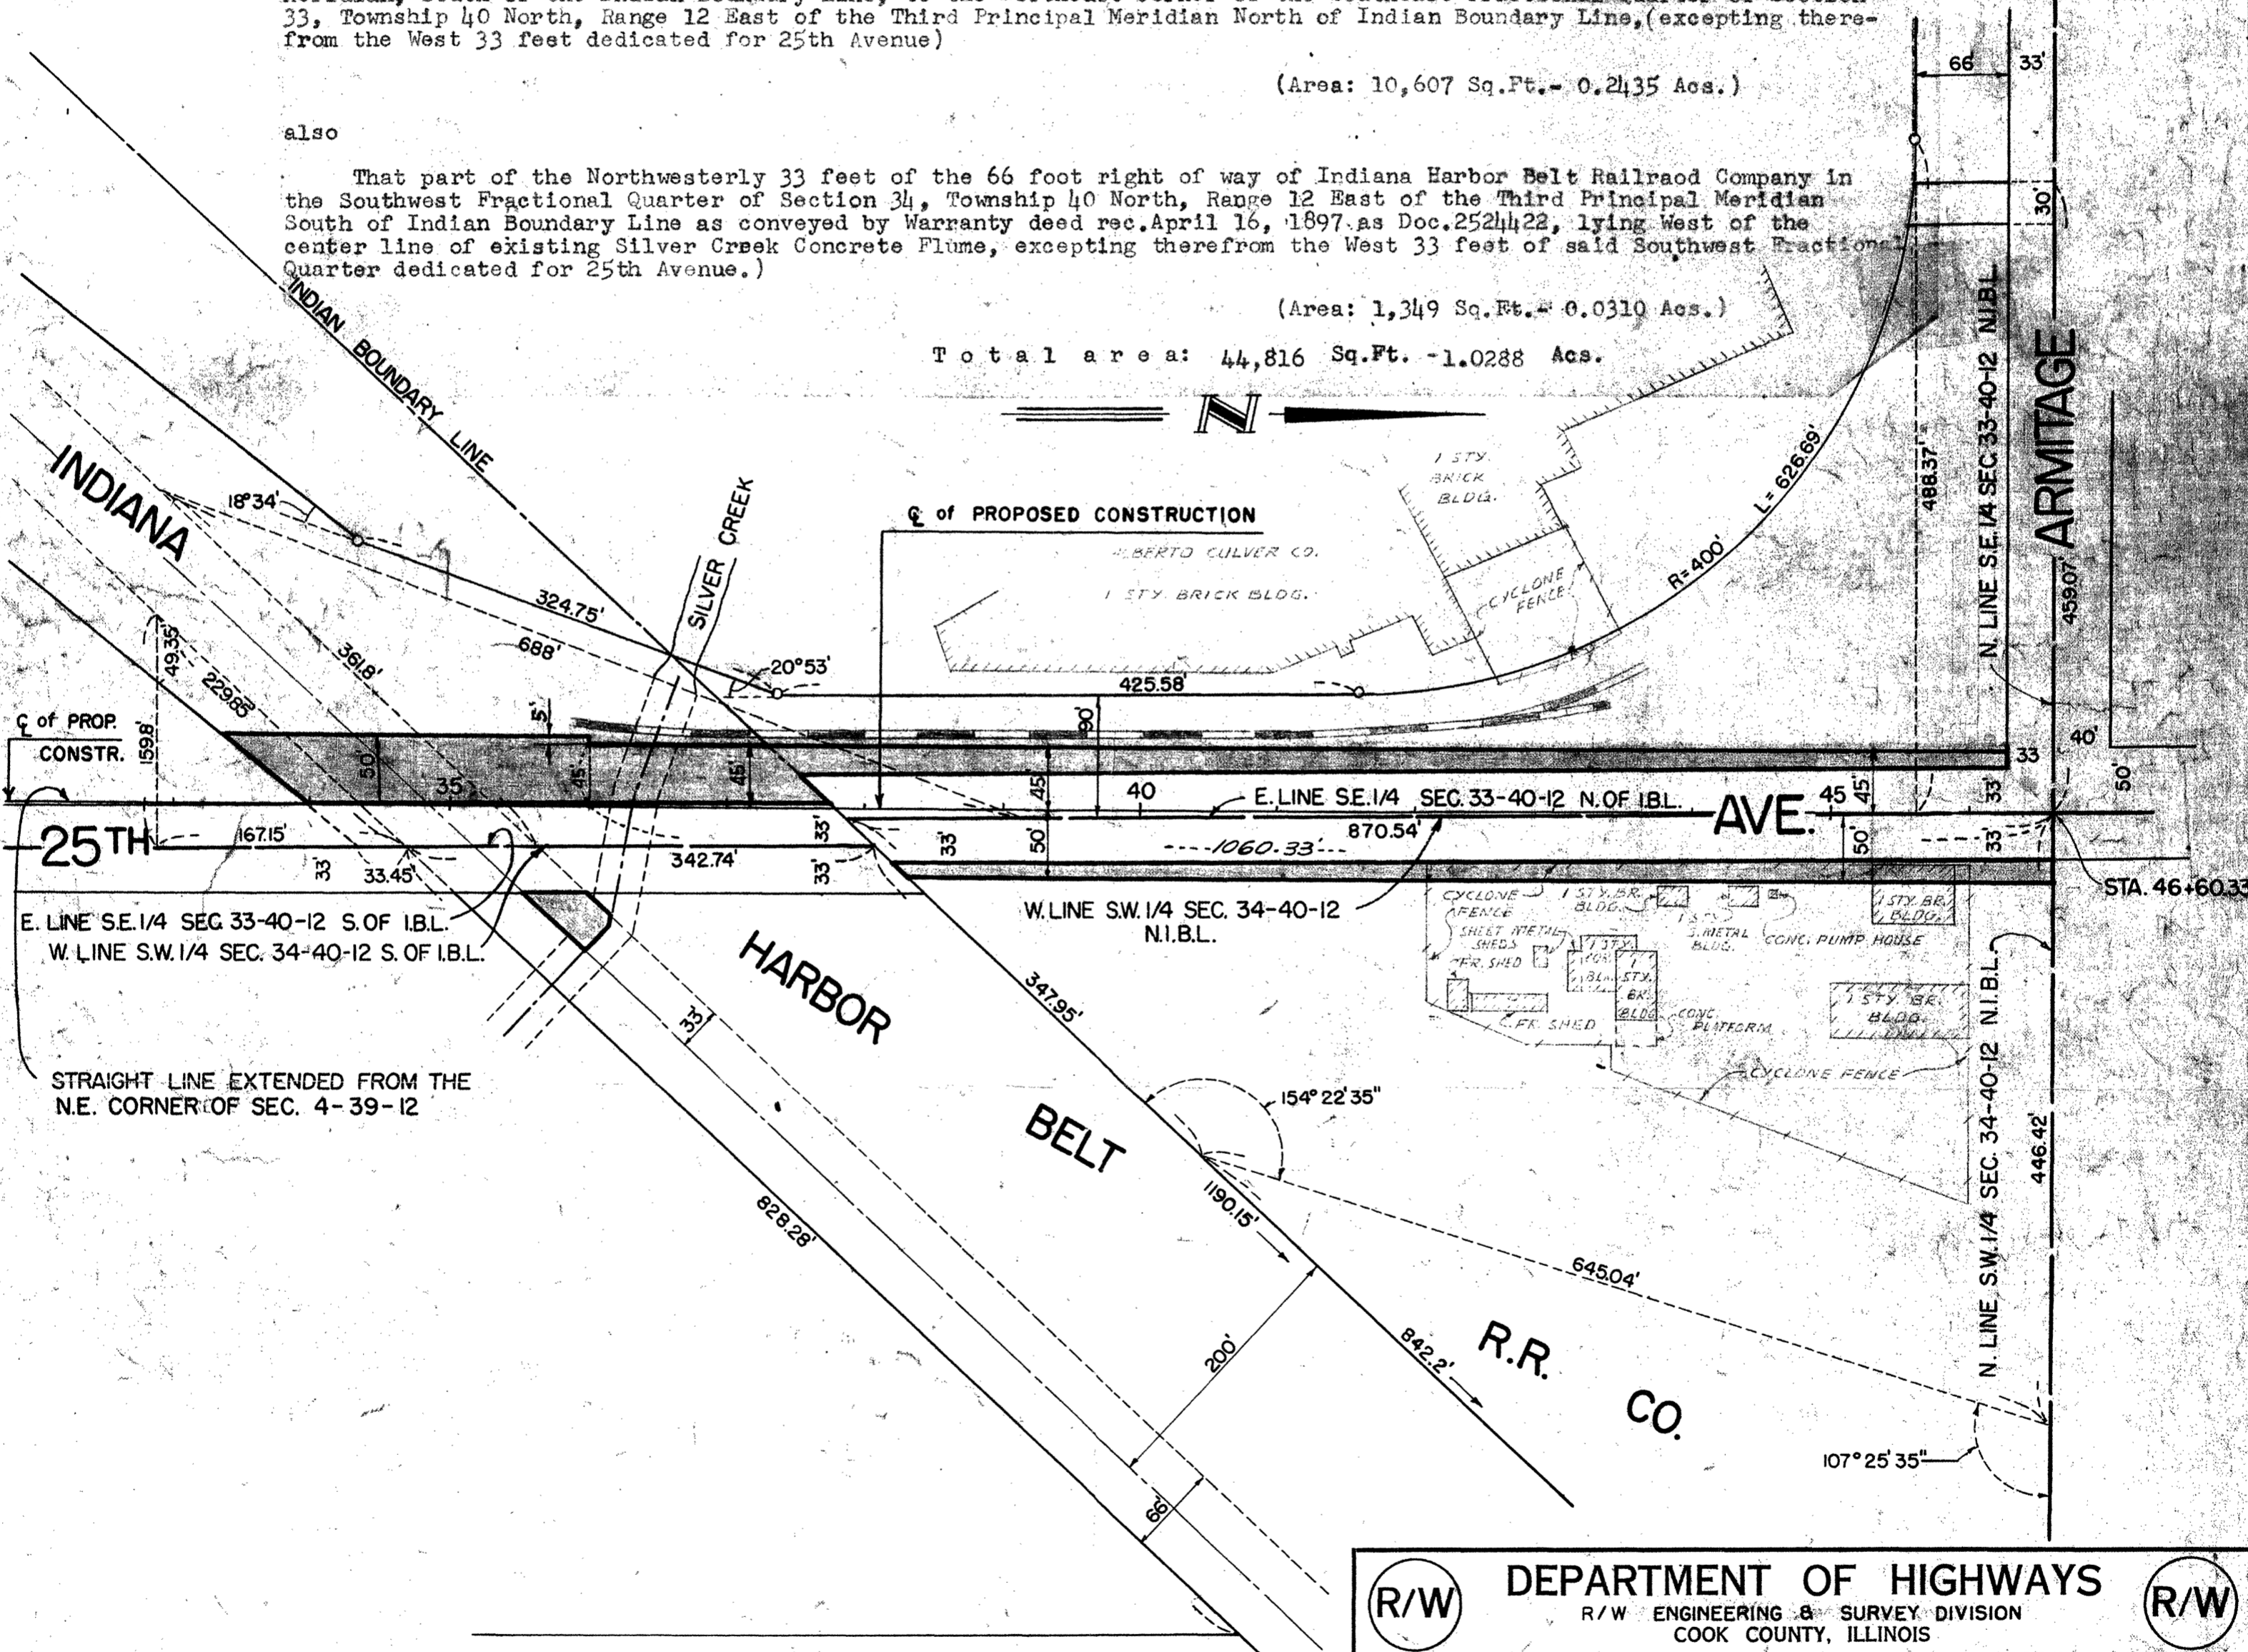 33, Township 40 North, Range 12 East of the Third Principal Meridian North of Indian Boundary Line,(excepting there-
from the West 33 feet dedicated for 25th Avenue)
(Area: 10,607 Sq.Ft.- 0.2435 Acs.)
also
That part of the Northwesterly 33 feet of the 66 foot right of way of Indiana Harbor Belt Railraod Company in
the Southwest Fractional Quarter of Section 34, Township 40 North, Range 12 East of the Third Principal Meridian
South of Indian Boundary Line as conveyed by Warranty deed rec.April 16, 1897 as Doc.2524422, lying West of the
center line of existing Silver Creek Concrete Flume, excepting therefrom the West 33 feet of said Southwest Fractional
Quarter dedicated for 25th Avenue.)
(Area: 1,349 Sq.Ft.- 0.0310 Acs.)
Total area: 44,816 Sq.Ft. -1.0288 Acs.
66'
33'
30'
N
INDIAN BOUNDARY LINE
INDIANA
18°34'
324.75'
688'
361.8'
SILVER CREEK
20°53'
℄ of PROPOSED CONSTRUCTION
CULVER CO.
1 STY. BRICK BLDG.
1 STY.
BRICK
BLDG.
CYCLONE
FENCE
R=400'
L=626.69'
488.37'
N. LINE S.E. 1/4 SEC. 33-40-12 N.I.B.L.
ARMITAGE
459.07'
425.58'
90'
49.35'
229.85'
159.8'
℄ of PROP.
CONSTR.
5'
50'
35
45'
45'
45'
40
E. LINE S.E. 1/4 SEC. 33-40-12 N. OF I.B.L.
AVE.
45
45'
33
40'
50'
33'
25TH
167.15'
33'
33.45'
342.74'
33'
33'
33'
50'
1060.33'
870.54'
50'
33'
STA. 46+60.33
E. LINE S.E. 1/4 SEC 33-40-12 S. OF I.B.L.
W. LINE S.W. 1/4 SEC. 34-40-12 S. OF I.B.L.
W. LINE S.W. 1/4 SEC. 34-40-12
N.I.B.L.
CYCLONE
FENCE
SHEET METAL
SHEDS
FR. SHED
1 STY. BR.
BLDG.
METAL
BLDG.
CONC. PUMP HOUSE
1 STY. BR.
BLDG.
1
STY.
BR.
BLDG
FR. SHED
CONC.
PLATFORM
1 STY. BR.
BLDG.
CYCLONE FENCE
HARBOR
33'
347.95'
STRAIGHT LINE EXTENDED FROM THE
N.E. CORNER OF SEC. 4-39-12
BELT
154°22'35"
N. LINE S.W. 1/4 SEC. 34-40-12 N.I.B.L.
446.42'
828.28'
1190.15'
645.04'
200'
842.2'
R.R.
CO.
107°25'35"
66'
R/W
DEPARTMENT OF HIGHWAYS
R/W ENGINEERING & SURVEY DIVISION
COOK COUNTY, ILLINOIS
R/W